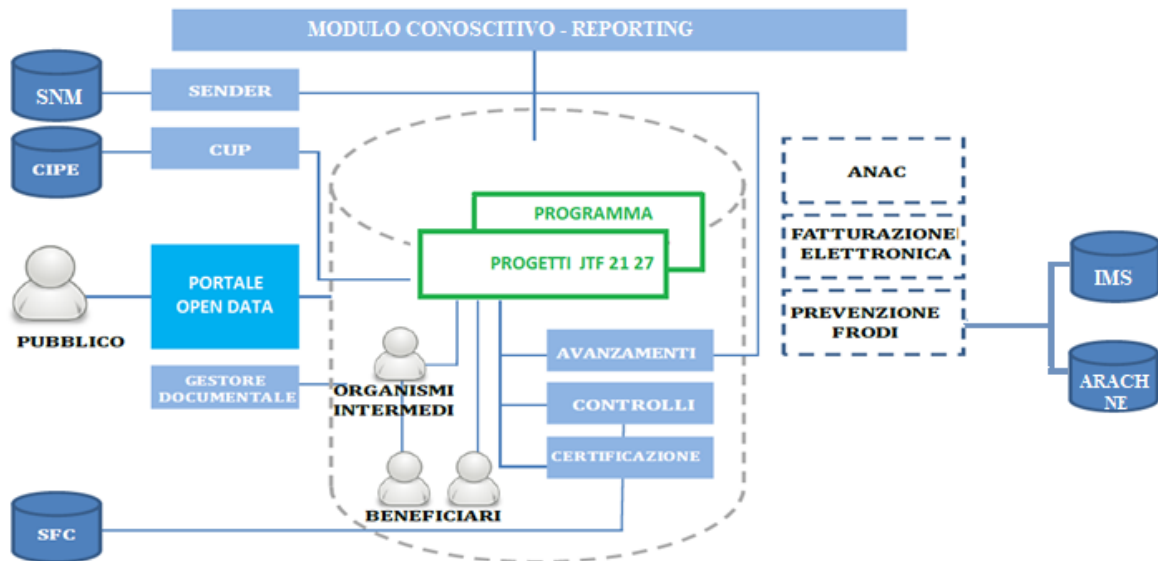 MODULO CONOSCITIVO - REPORTING
SNM
SENDER
CIPE
CUP
ANAC
PROGRAMMA
PROGETTI JTF 21 27
FATTURAZIONE
ELETTRONICA
PORTALE
OPEN DATA
IMS
PUBBLICO
PREVENZIONE
FRODI
AVANZAMENTI
GESTORE
DOCUMENTALE
ORGANISMI
INTERMEDI
ARACH
NE
CONTROLLI
CERTIFICAZIONE
BENEFICIARI
SFC